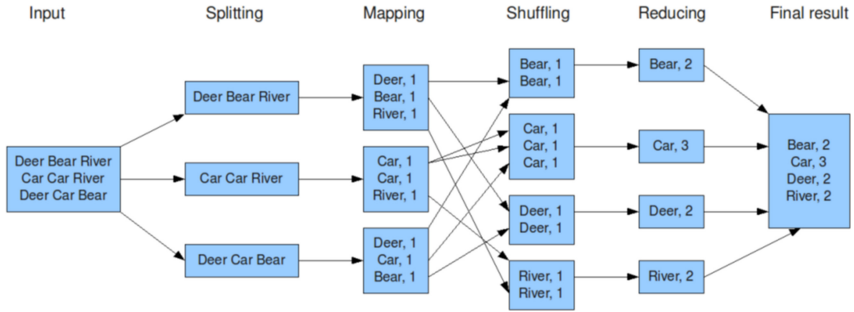 Input
Splitting
Mapping
Shuffling
Reducing
Final result
Deer Bear River
Car Car River
Deer Car Bear
Deer Bear River
Car Car River
Deer Car Bear
Deer, 1
Bear, 1
River, 1
Car, 1
Car, 1
River, 1
Deer, 1
Car, 1
Bear, 1
Bear, 1
Bear, 1
Car, 1
Car, 1
Car, 1
Deer, 1
Deer, 1
River, 1
River, 1
Bear, 2
Car, 3
Deer, 2
River, 2
Bear, 2
Car, 3
Deer, 2
River, 2